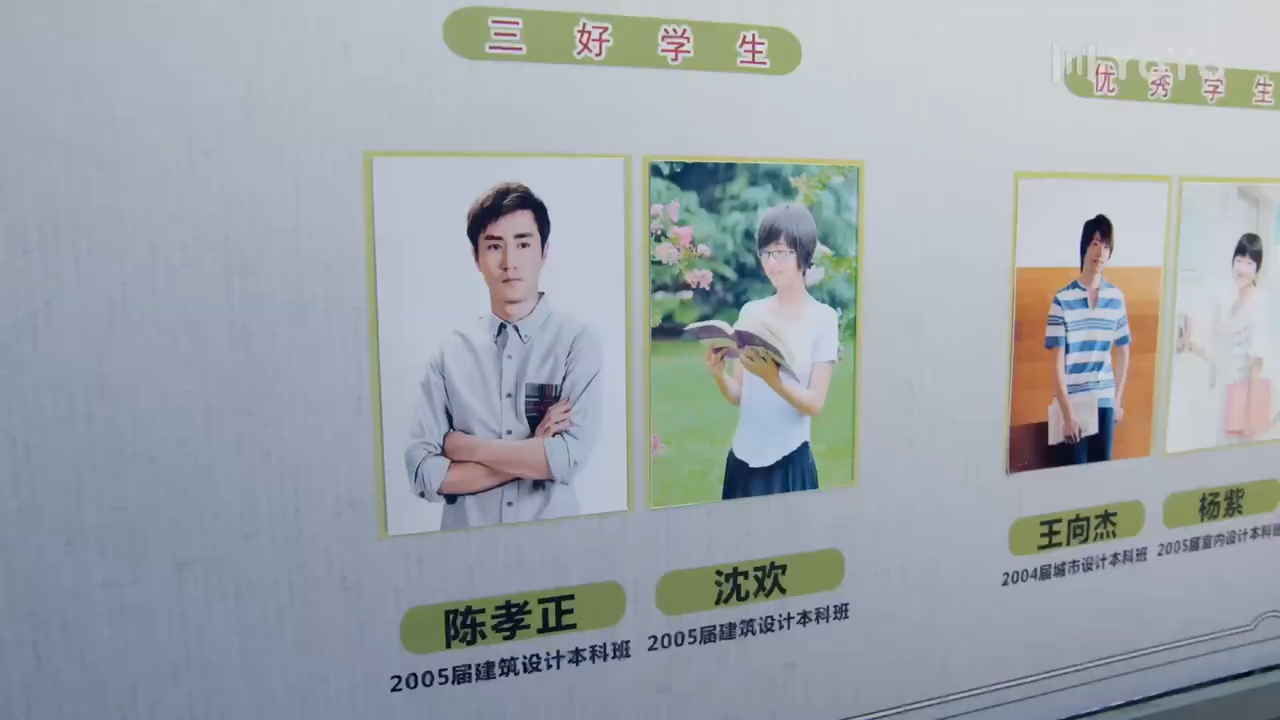 三好学生
优秀学生
陈孝正
2005届建筑设计本科班
沈欢
2005届建筑设计本科班
王向杰
2004届城市设计本科班
杨紫
2005届室内设计本科班